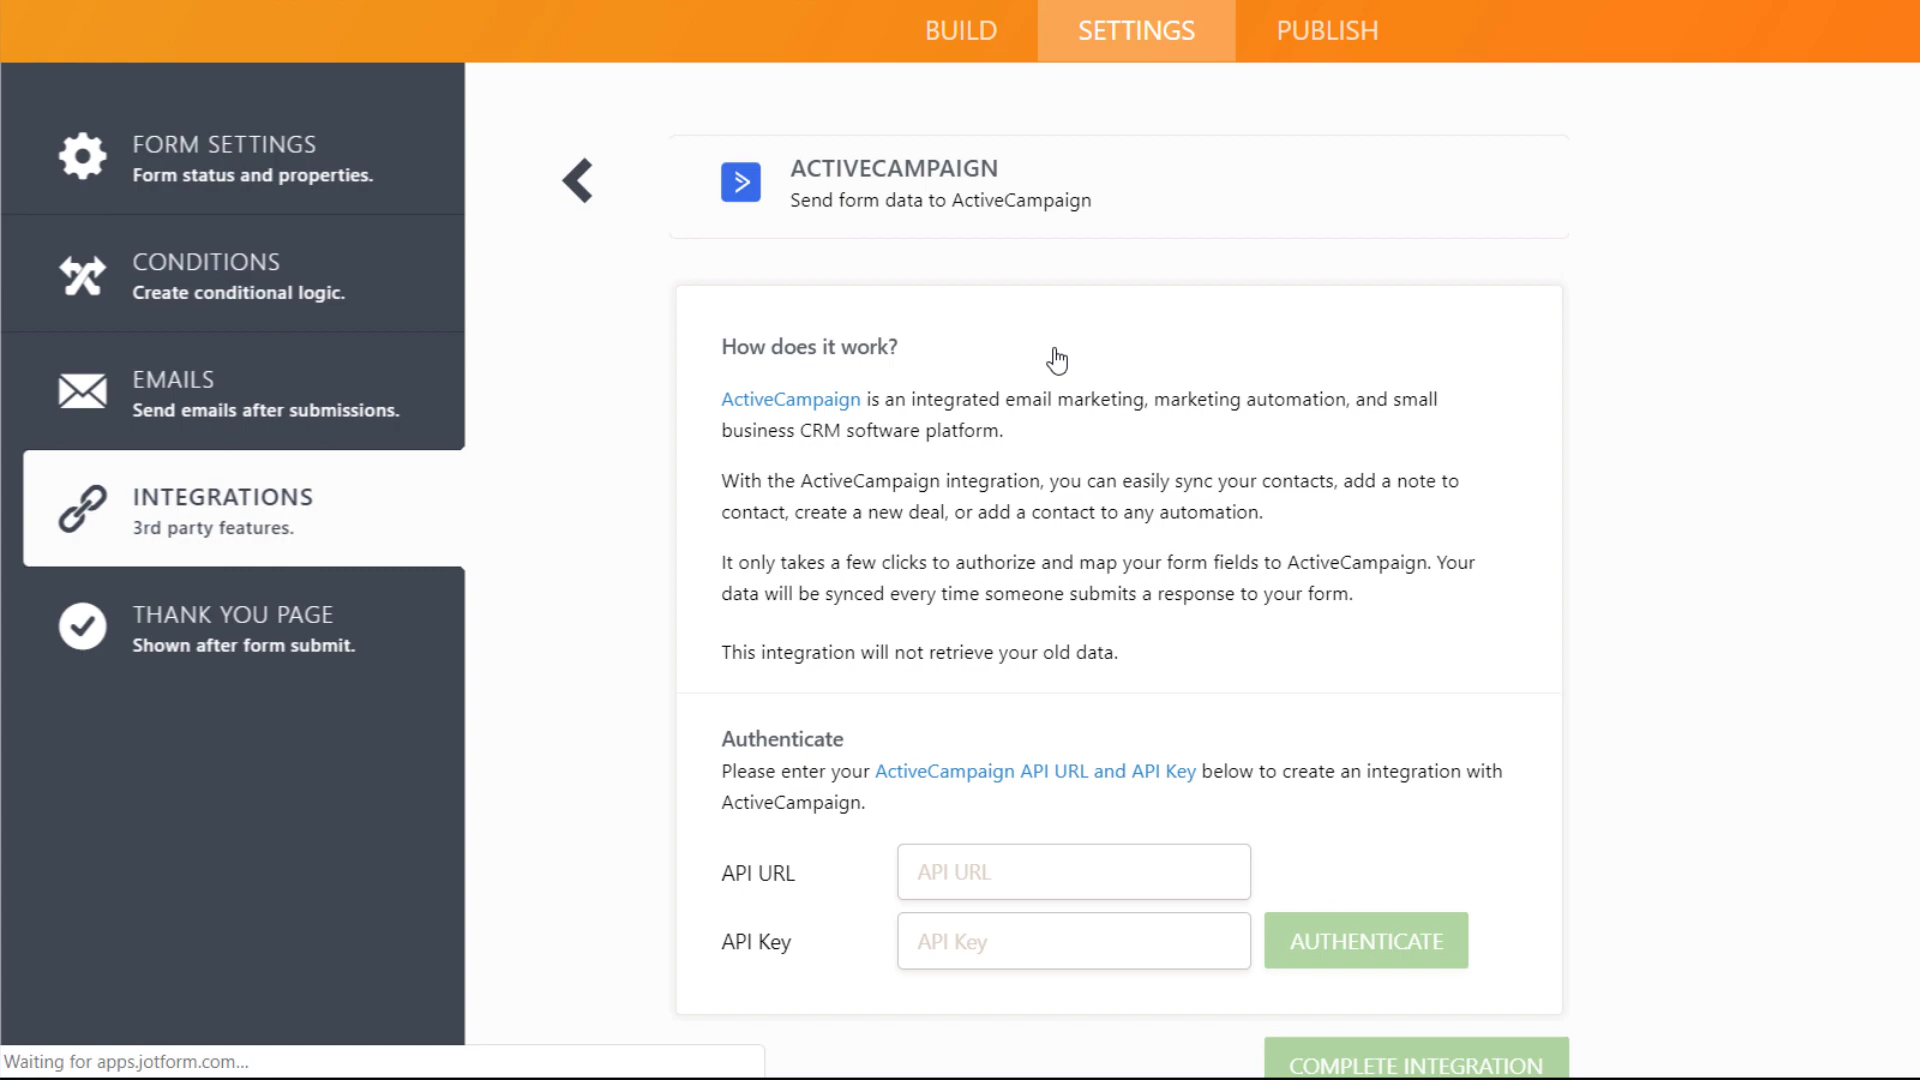 BUILD
SETTINGS
PUBLISH
FORM SETTINGS
Form status and properties.
CONDITIONS
Create conditional logic.
EMAILS
Send emails after submissions.
INTEGRATIONS
3rd party features.
THANK YOU PAGE
Shown after form submit.
ACTIVECAMPAIGN
Send form data to ActiveCampaign
How does it work?
ActiveCampaign is an integrated email marketing, marketing automation, and small
business CRM software platform.
With the ActiveCampaign integration, you can easily sync your contacts, add a note to
contact, create a new deal, or add a contact to any automation.
It only takes a few clicks to authorize and map your form fields to ActiveCampaign. Your
data will be synced every time someone submits a response to your form.
This integration will not retrieve your old data.
Authenticate
Please enter your ActiveCampaign API URL and API Key below to create an integration with
ActiveCampaign.
API URL
API URL
API Key
API Key
AUTHENTICATE
COMPLETE INTEGRATION
Waiting for apps.jotform.com...